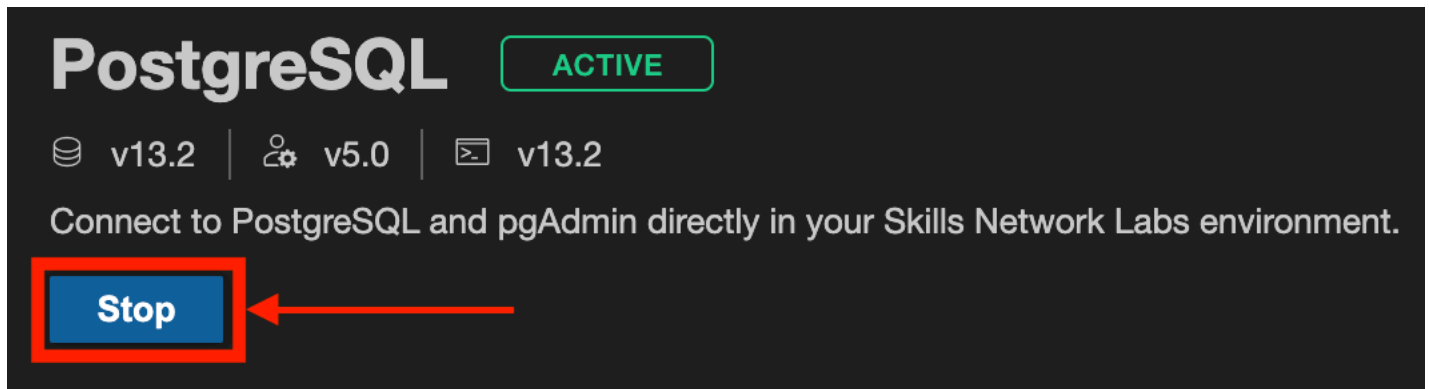 PostgreSQL ACTIVE
v13.2 v5.0 v13.2
Connect to PostgreSQL and pgAdmin directly in your Skills Network Labs environment.
Stop